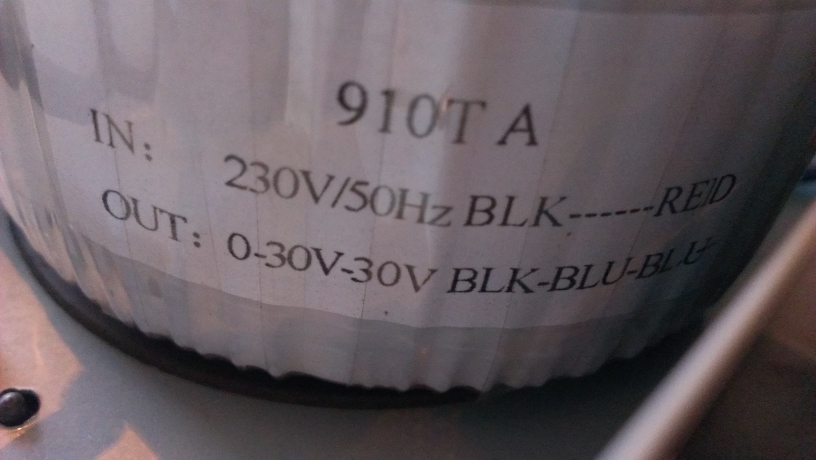 910T A
IN: 230V/50Hz BLK------RED
OUT: 0-30V-30V BLK-BLU-BLU